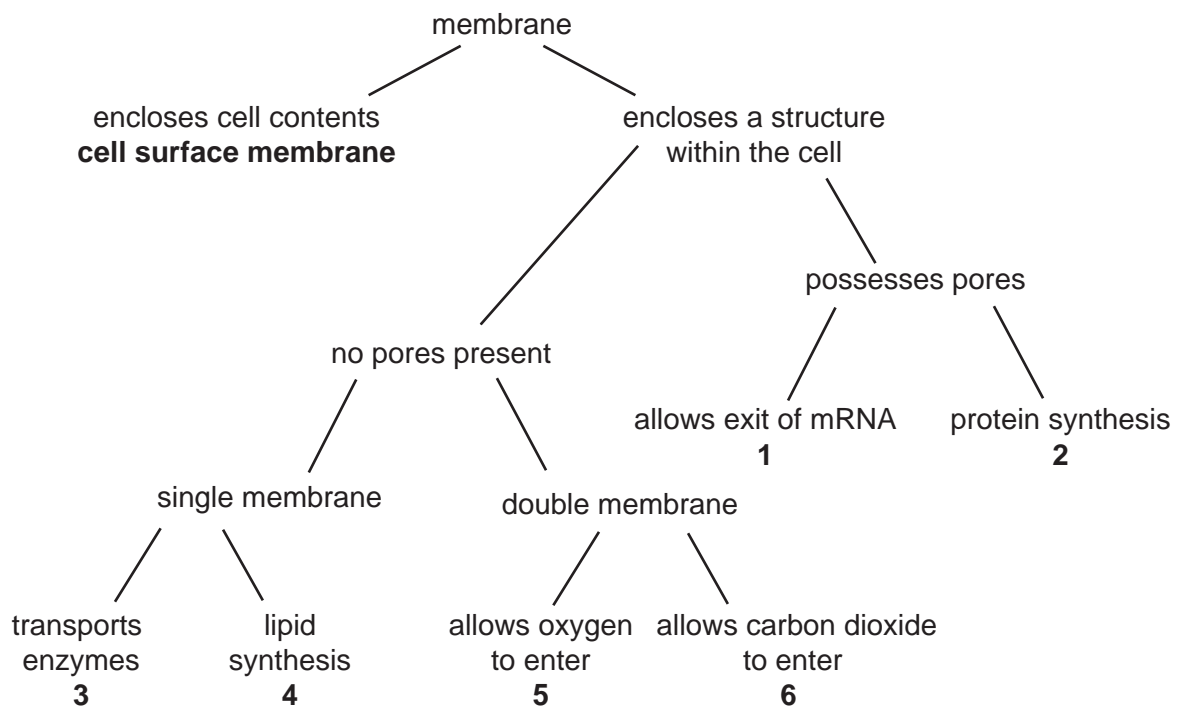 membrane
encloses cell contents
cell surface membrane
encloses a structure
within the cell
possesses pores
no pores present
allows exit of mRNA
1
protein synthesis
2
single membrane
double membrane
transports
enzymes
3
lipid
synthesis
4
allows oxygen
to enter
5
allows carbon dioxide
to enter
6